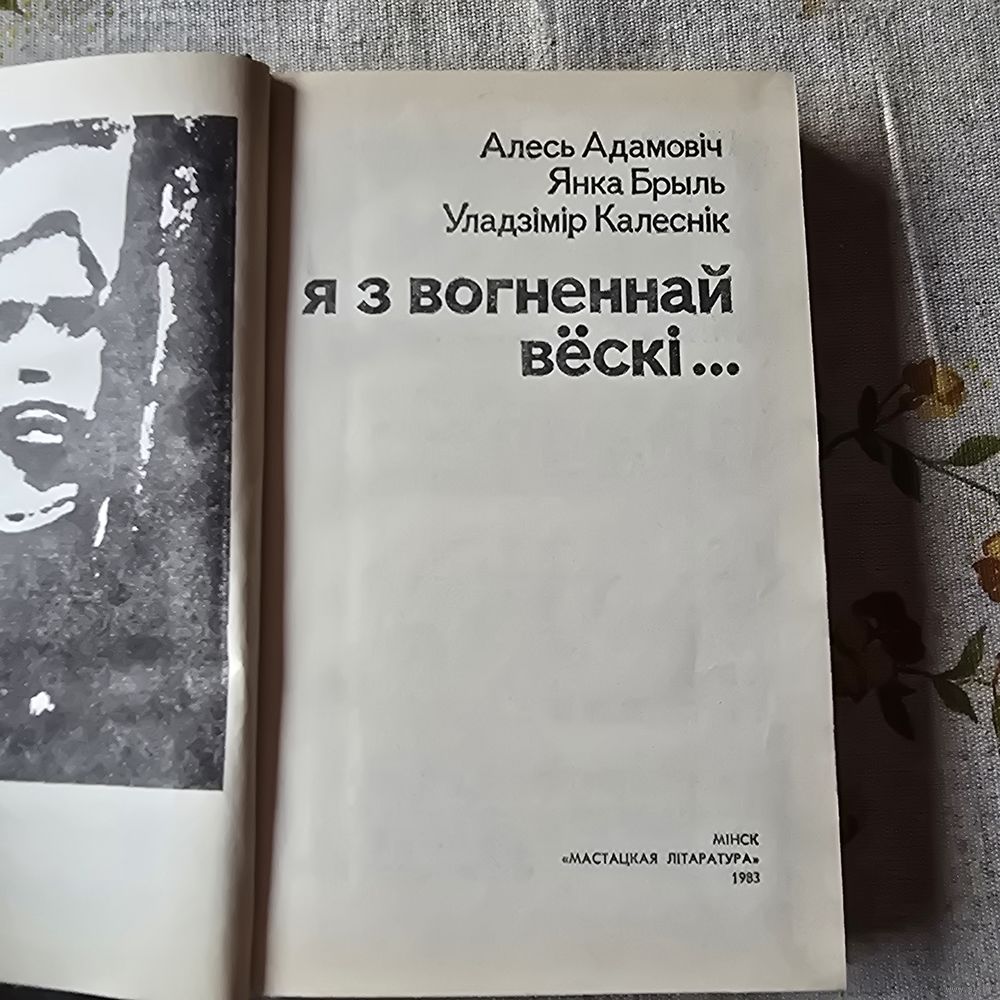 Алесь Адамовіч
Янка Брыль
Уладзімір Калеснік
я з вогненнай
вёскі...
МІНСК
«МАСТАЦКАЯ ЛІТАРАТУРА»
1983